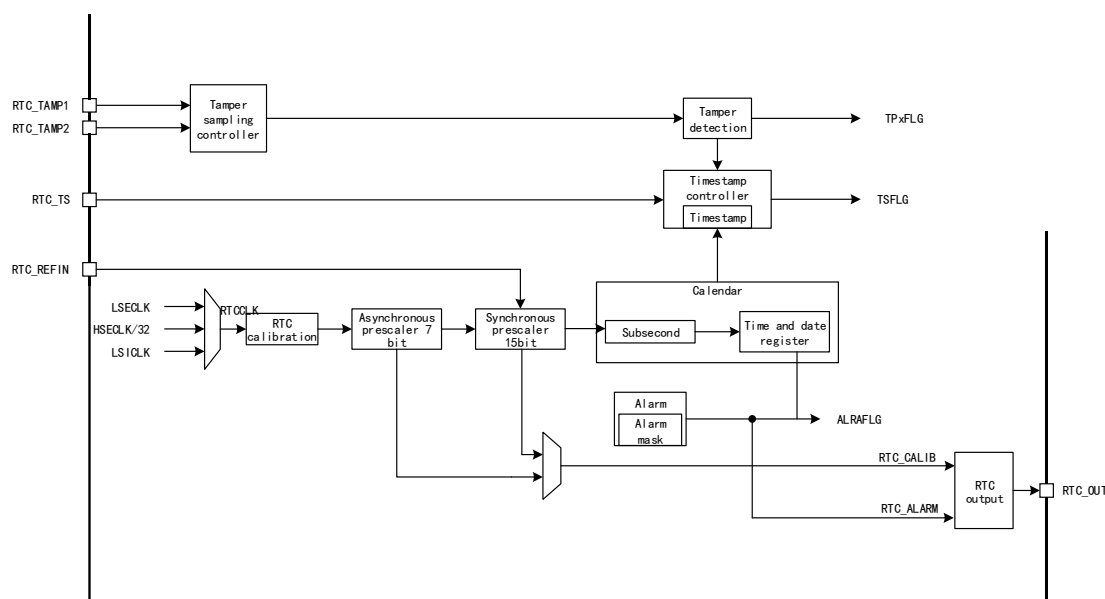 RTC_TAMP1
RTC_TAMP2
Tamper
sampling
controller
Tamper
detection
TPxFLG
RTC_TS
Timestamp
controller
Timestamp
TSFLG
RTC_REFIN
LSECLK
HSECLK/32
LSICLK
RTCCLK
RTC
calibration
Asynchronous
prescaler 7
bit
Synchronous
prescaler
15bit
Calendar
Subsecond
Time and date
register
Alarm
Alarm
mask
ALRAFLG
RTC_CALIB
RTC_ALARM
RTC
output
RTC_OUT